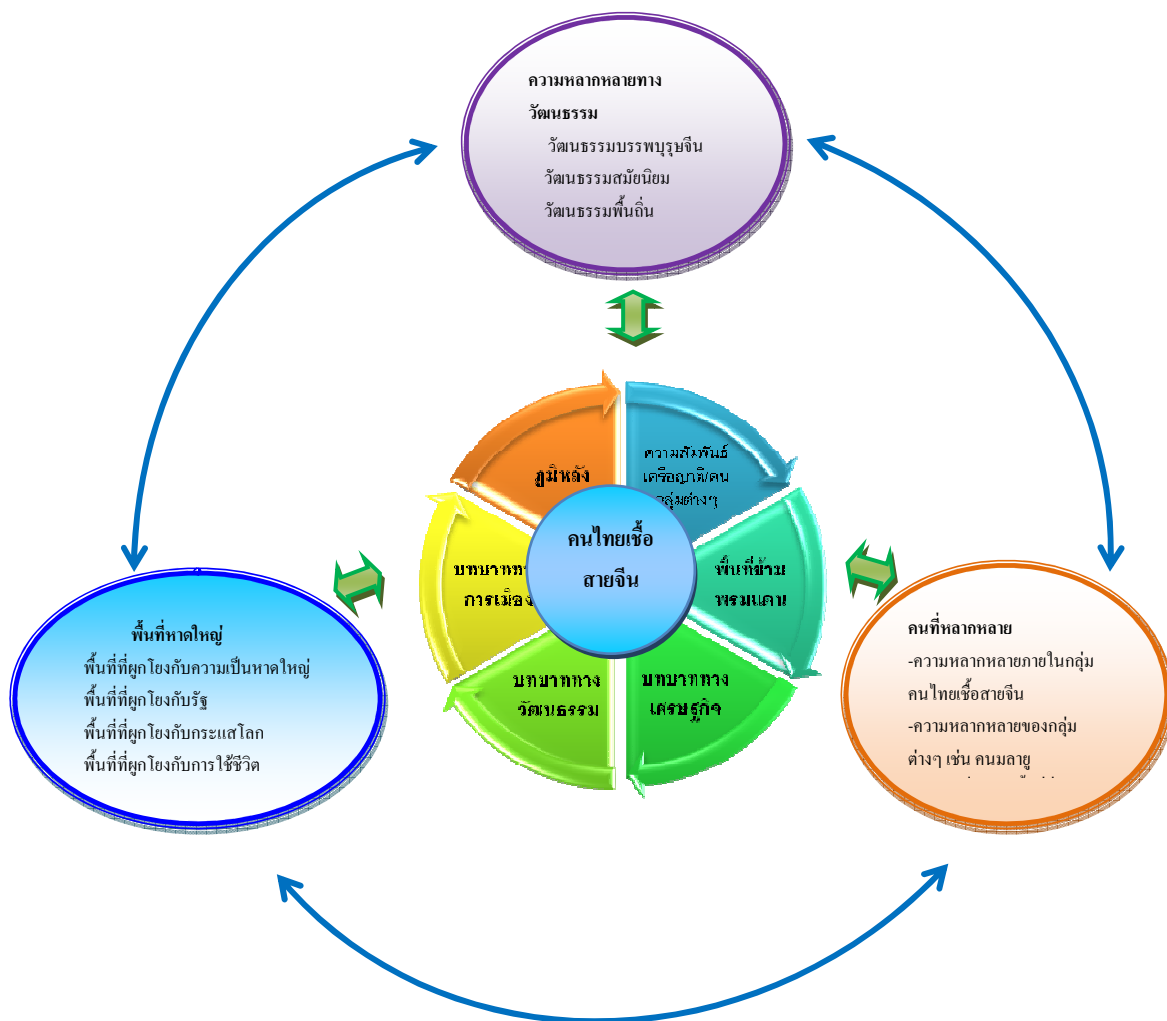 ความหลากหลายทาง
วัฒนธรรม
วัฒนธรรมบรรพบุรุษจีน
วัฒนธรรมสมัยนิยม
วัฒนธรรมพื้นถิ่น
ภูมิหลัง
ความสัมพันธ์
เครือญาติ/คน
กลุ่มต่างๆ
คนไทยเชื้อ
สายจีน
บทบาททาง
การเมือง
พื้นที่ข้าม
พรมแดน
บทบาททาง
วัฒนธรรม
บทบาททาง
เศรษฐกิจ
พื้นที่หาดใหญ่
พื้นที่ที่ผูกโยงกับความเป็นหาดใหญ่
พื้นที่ที่ผูกโยงกับรัฐ
พื้นที่ที่ผูกโยงกับกระแสโลก
พื้นที่ที่ผูกโยงกับการใช้ชีวิต
คนที่หลากหลาย
-ความหลากหลายภายในกลุ่ม
คนไทยเชื้อสายจีน
-ความหลากหลายของกลุ่ม
ต่างๆ เช่น คนมลายู